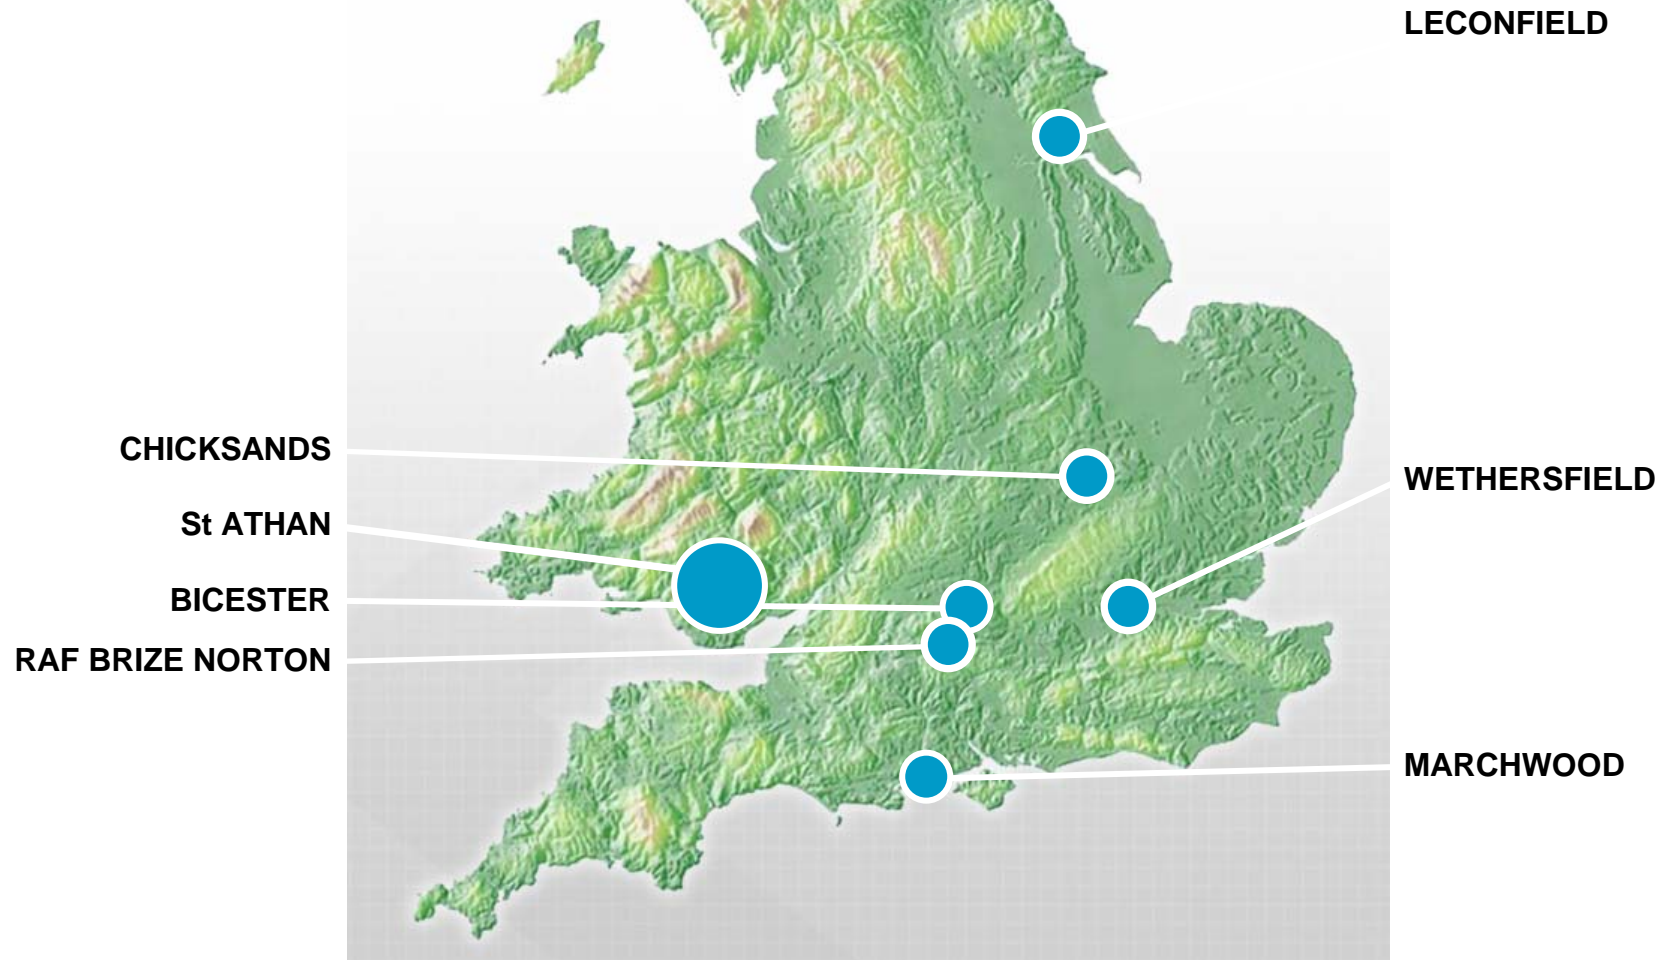 LECONFIELD
CHICKSANDS
WETHERSFIELD
St ATHAN
BICESTER
RAF BRIZE NORTON
MARCHWOOD